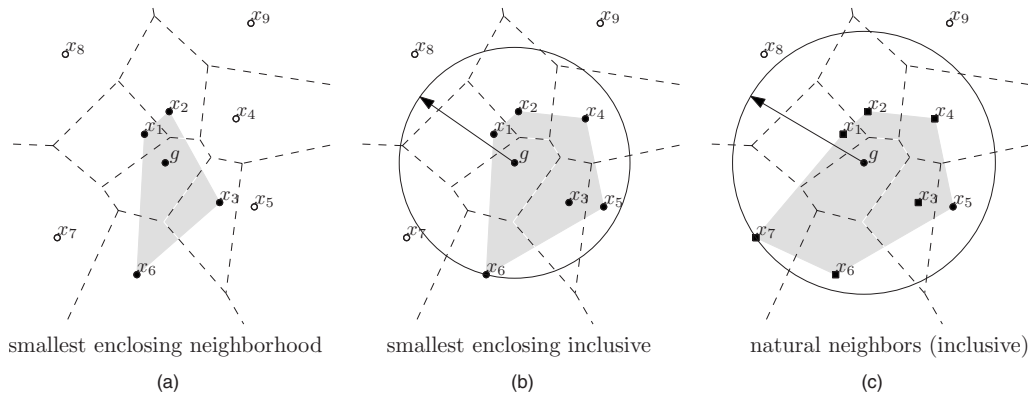 x9
x8
x2
x4
x1
g
x3
x5
x7
x6
smallest enclosing neighborhood
(a)
x9
x8
x2
x4
x1
g
x3
x5
x7
x6
smallest enclosing inclusive
(b)
x9
x8
x2
x4
x1
g
x3
x5
x7
x6
natural neighbors (inclusive)
(c)